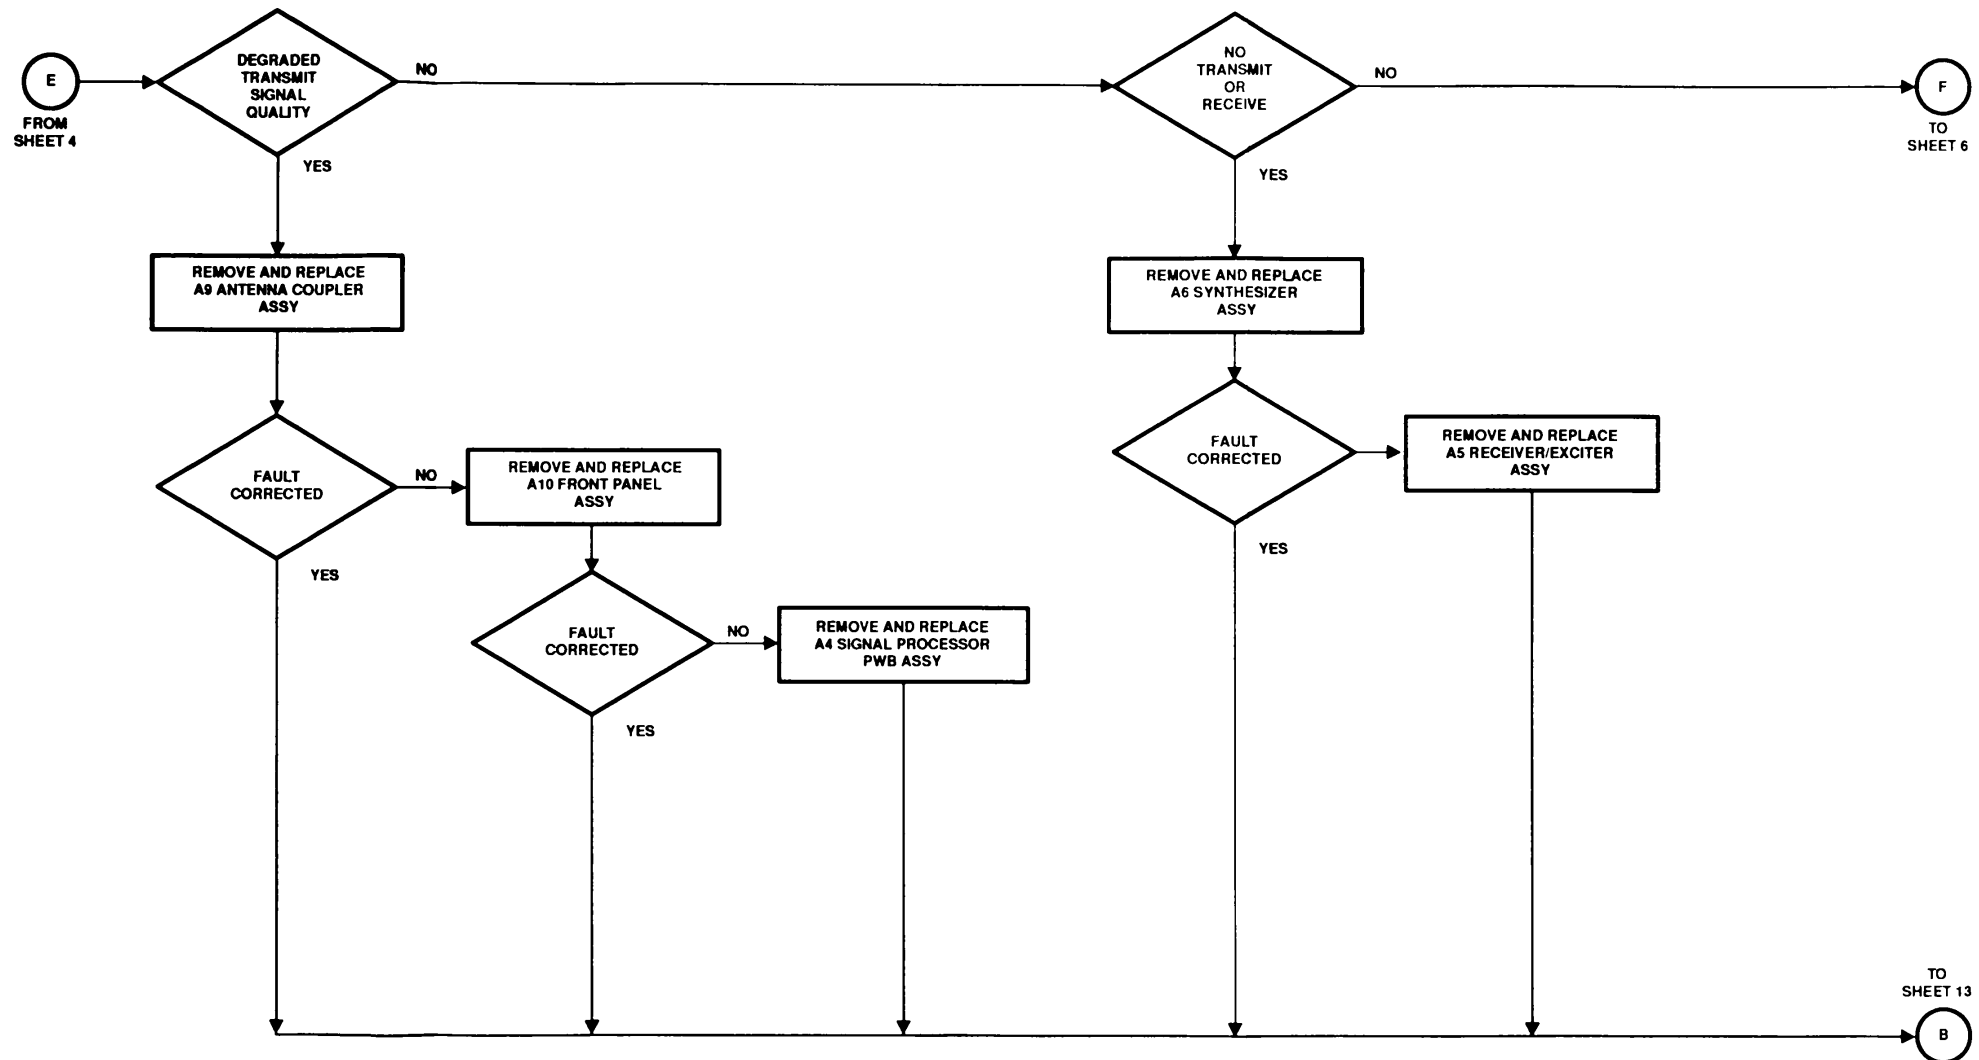 E
FROM
SHEET 4
DEGRADED
TRANSMIT
SIGNAL
QUALITY
NO
YES
NO
TRANSMIT
OR
RECEIVE
NO
YES
F
TO
SHEET 6
REMOVE AND REPLACE
A9 ANTENNA COUPLER
ASSY
REMOVE AND REPLACE
A6 SYNTHESIZER
ASSY
FAULT
CORRECTED
NO
YES
REMOVE AND REPLACE
A10 FRONT PANEL
ASSY
FAULT
CORRECTED
NO
YES
REMOVE AND REPLACE
A4 SIGNAL PROCESSOR
PWB ASSY
FAULT
CORRECTED
YES
REMOVE AND REPLACE
A5 RECEIVER/EXCITER
ASSY
TO
SHEET 13
B